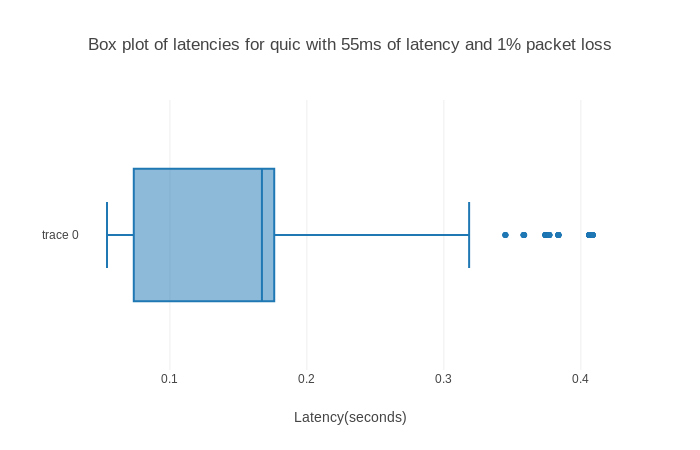 Box plot of latencies for quic with 55ms of latency and 1% packet loss
trace 0
0.1 0.2 0.3 0.4
Latency(seconds)